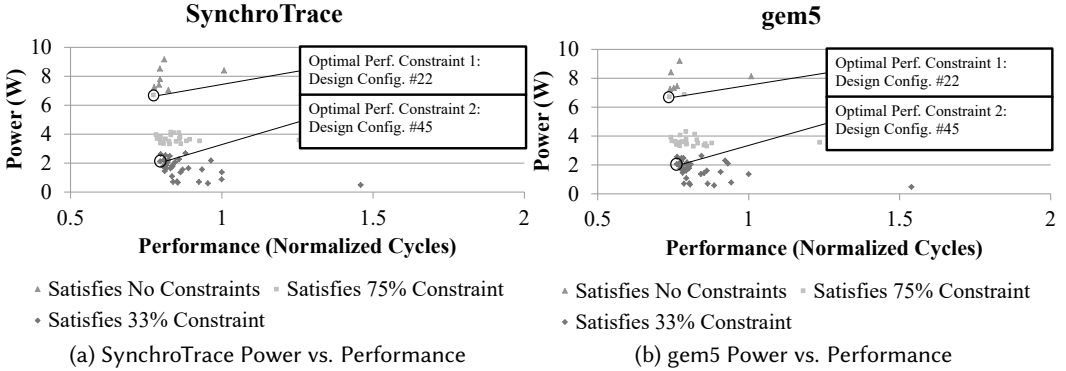 SynchroTrace
10
8
6
4
2
0
Power (W)
0.5
1
1.5
2
Performance (Normalized Cycles)
Optimal Perf. Constraint 1:
Design Config. #22
Optimal Perf. Constraint 2:
Design Config. #45
Satisfies No Constraints
Satisfies 75% Constraint
Satisfies 33% Constraint
(a) SynchroTrace Power vs. Performance
gem5
10
8
6
4
2
0
Power (W)
0.5
1
1.5
2
Performance (Normalized Cycles)
Optimal Perf. Constraint 1:
Design Config. #22
Optimal Perf. Constraint 2:
Design Config. #45
Satisfies No Constraints
Satisfies 75% Constraint
Satisfies 33% Constraint
(b) gem5 Power vs. Performance